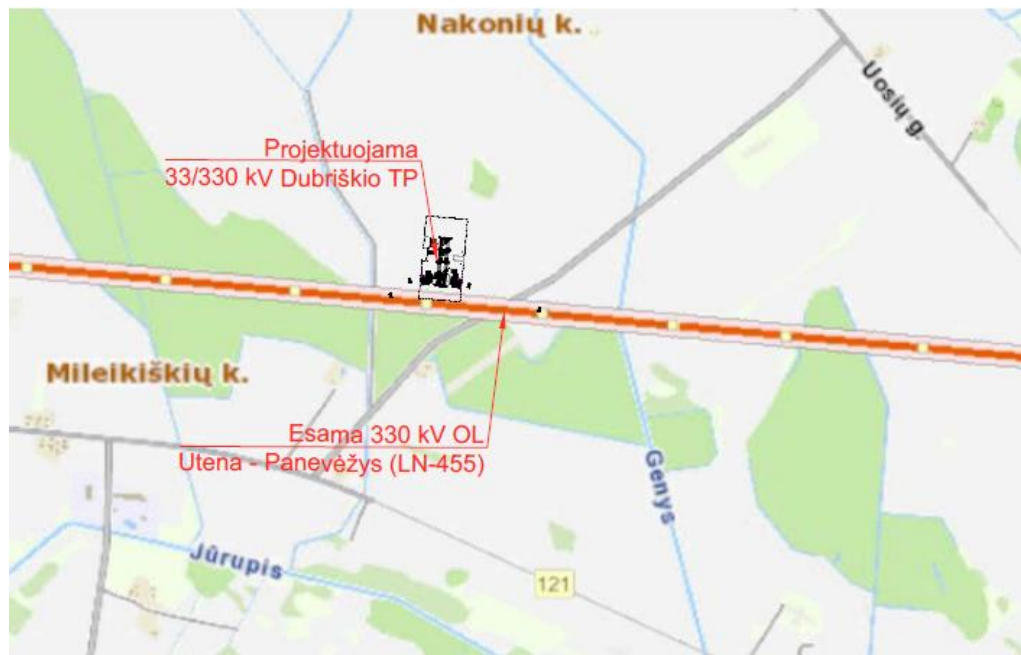 Nakonių k.
Uosių g.
Projektuojama
33/330 kV Dubriškio TP
Mileikiškių k.
Esama 330 kV OL
Utena - Panevėžys (LN-455)
Genys
Jūrupis
121